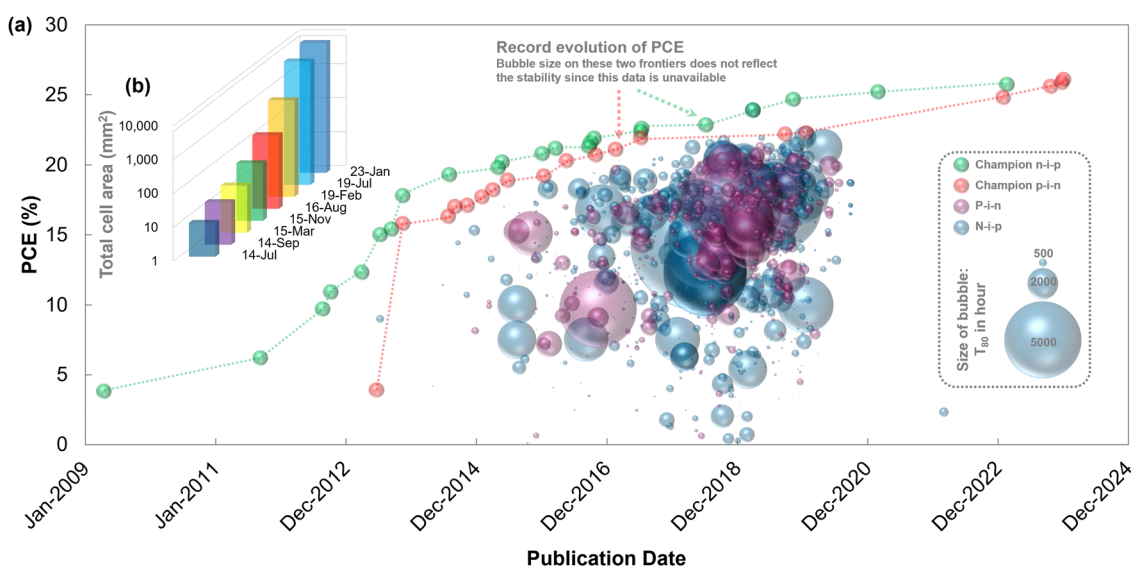 (a)
30
25
20
15
10
5
0
PCE (%)
Jan-2009
Jan-2011
Dec-2012
Dec-2014
Dec-2016
Dec-2018
Dec-2020
Dec-2022
Dec-2024
Publication Date
(b)
Total cell area (mm²)
10,000
1,000
100
10
1
23-Jan
19-Jul
19-Feb
16-Aug
15-Nov
15-Mar
14-Sep
14-Jul
Record evolution of PCE
Bubble size on these two frontiers does not reflect
the stability since this data is unavailable
Champion n-i-p
Champion p-i-n
P-i-n
N-i-p
Size of bubble:
T₈₀ in hour
500
2000
5000